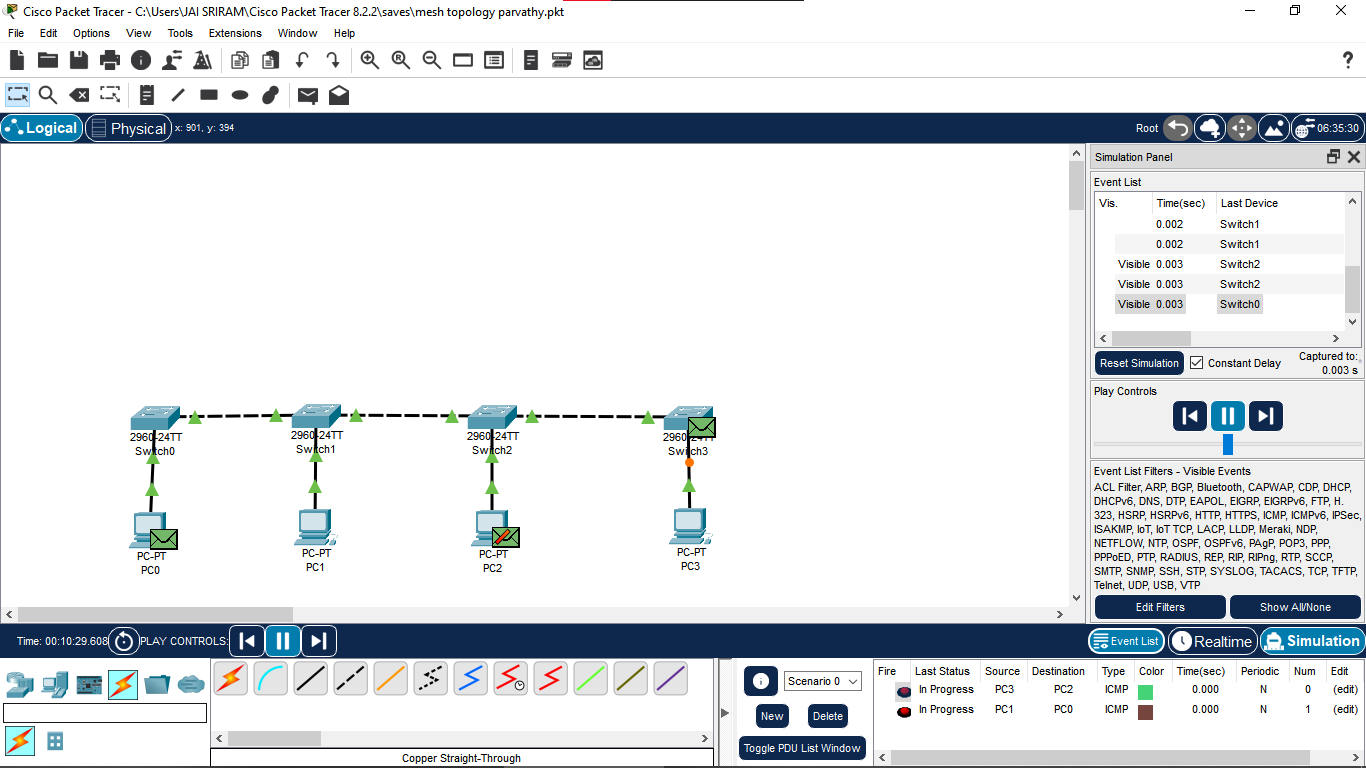 Cisco Packet Tracer - C:\Users\JAI SRIRAM\Cisco Packet Tracer 8.2.2\saves\mesh topology parvathy.pkt
File Edit Options View Tools Extensions Window Help
Logical Physical x: 901, y: 394 Root 06:35:30
Simulation Panel
Event List
Vis. Time(sec) Last Device
0.002 Switch1
0.002 Switch1
Visible 0.003 Switch2
Visible 0.003 Switch2
Visible 0.003 Switch0
Reset Simulation Constant Delay Captured to:
0.003 s
Play Controls
Event List Filters - Visible Events
ACL Filter, ARP, BGP, Bluetooth, CAPWAP, CDP, DHCP,
DHCPv6, DNS, DTP, EAPOL, EIGRP, EIGRPv6, FTP, H.
323, HSRP, HSRPv6, HTTP, HTTPS, ICMP, ICMPv6, IPSec,
ISAKMP, IoT, IoT TCP, LACP, LLDP, Meraki, NDP,
NETFLOW, NTP, OSPF, OSPFv6, PAgP, POP3, PPP,
PPPoED, PTP, RADIUS, REP, RIP, RIPng, RTP, SCCP,
SMTP, SNMP, SSH, STP, SYSLOG, TACACS, TCP, TFTP,
Telnet, UDP, USB, VTP
Edit Filters Show All/None
2960-24TT 2960-24TT 2960-24TT 2960-24TT
Switch0 Switch1 Switch2 Switch3
PC-PT PC-PT PC-PT PC-PT
PC0 PC1 PC2 PC3
Time: 00:10:29.608 PLAY CONTROLS: Event List Realtime Simulation
Scenario 0
New Delete
Toggle PDU List Window
Fire Last Status Source Destination Type Color Time(sec) Periodic Num Edit
In Progress PC3 PC2 ICMP 0.000 N 0 (edit)
In Progress PC1 PC0 ICMP 0.000 N 1 (edit)
Copper Straight-Through